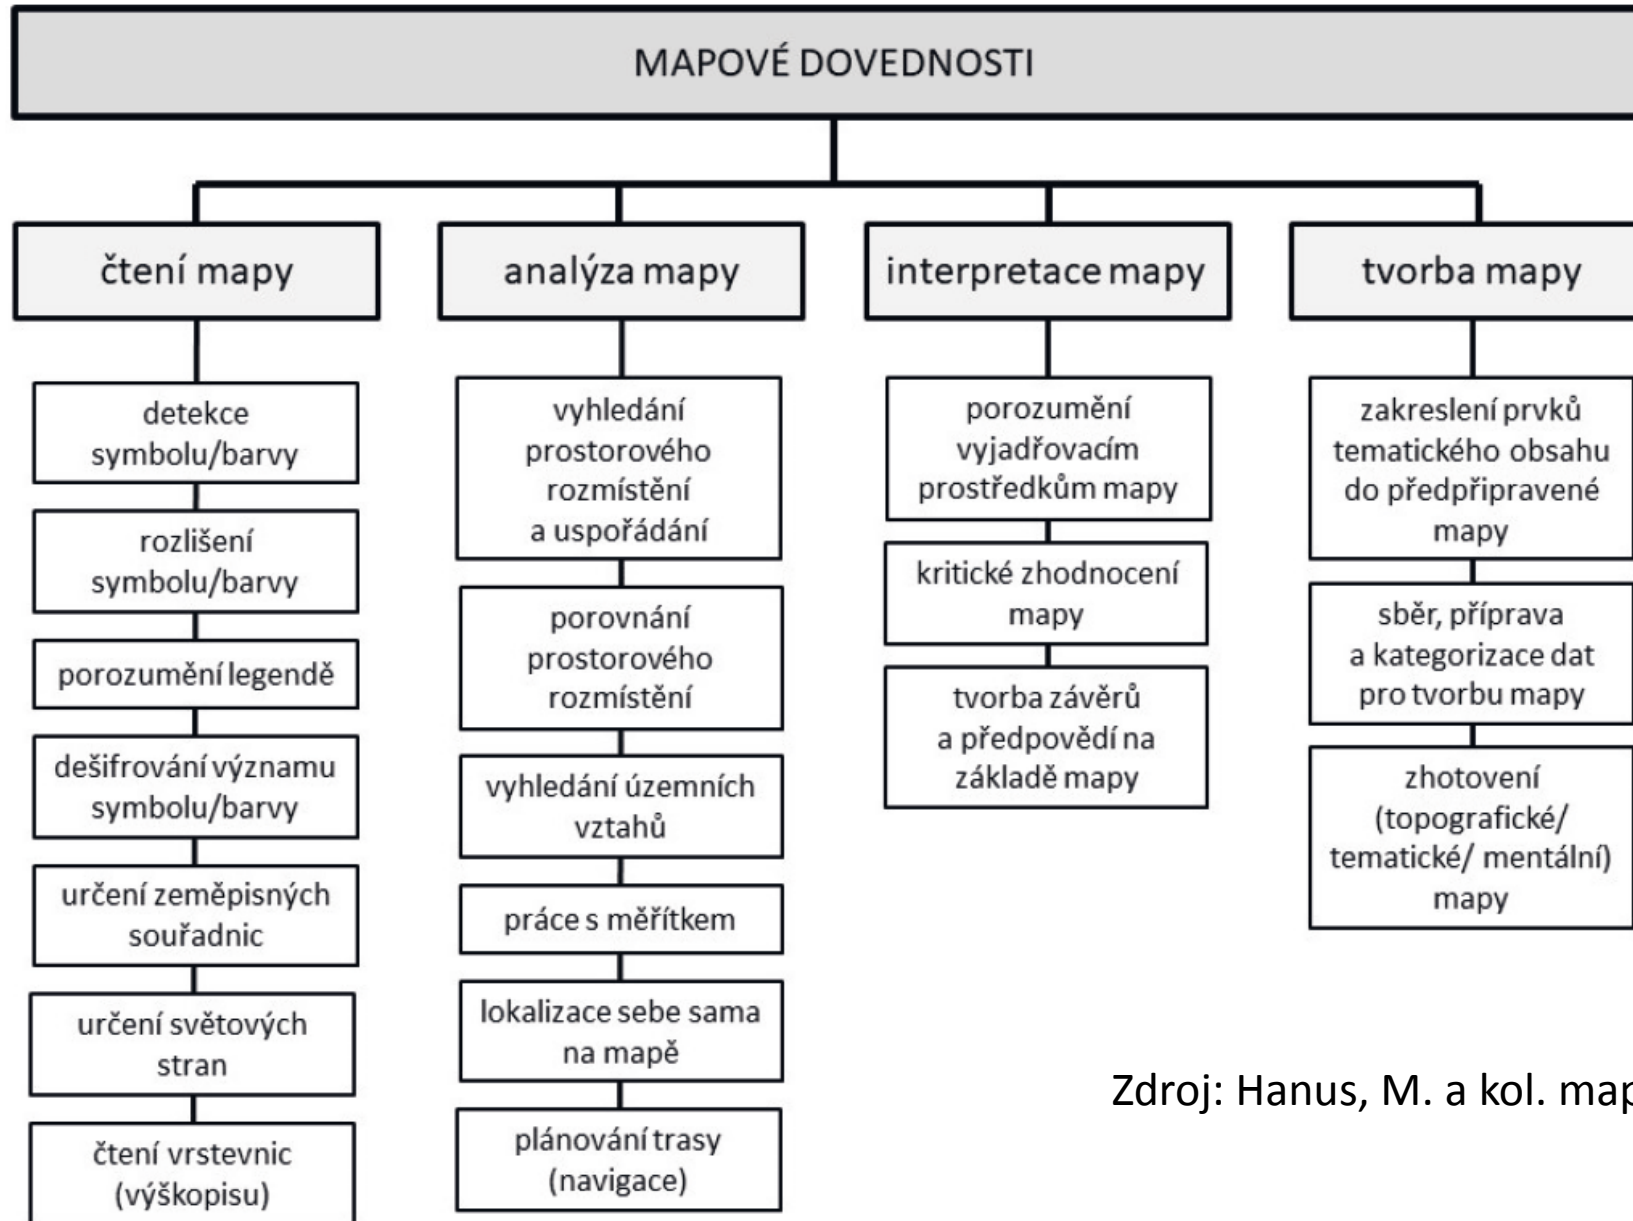 MAPOVÉ DOVEDNOSTI
čtení mapy
detekce
symbolu/barvy
rozlišení
symbolu/barvy
porozumění legendě
dešifrování významu
symbolu/barvy
určení zeměpisných
souřadnic
určení světových
stran
čtení vrstevnic
(výškopisu)
analýza mapy
vyhledání
prostorového
rozmístění
a uspořádání
porovnání
prostorového
rozmístění
vyhledání územních
vztahů
práce s měřítkem
lokalizace sebe sama
na mapě
plánování trasy
(navigace)
interpretace mapy
porozumění
vyjadřovacím
prostředkům mapy
kritické zhodnocení
mapy
tvorba závěrů
a předpovědí na
základě mapy
tvorba mapy
zakreslení prvků
tematického obsahu
do předpřipravené
mapy
sběr, příprava
a kategorizace dat
pro tvorbu mapy
zhotovení
(topografické/
tematické/ mentální)
mapy
Zdroj: Hanus, M. a kol. map